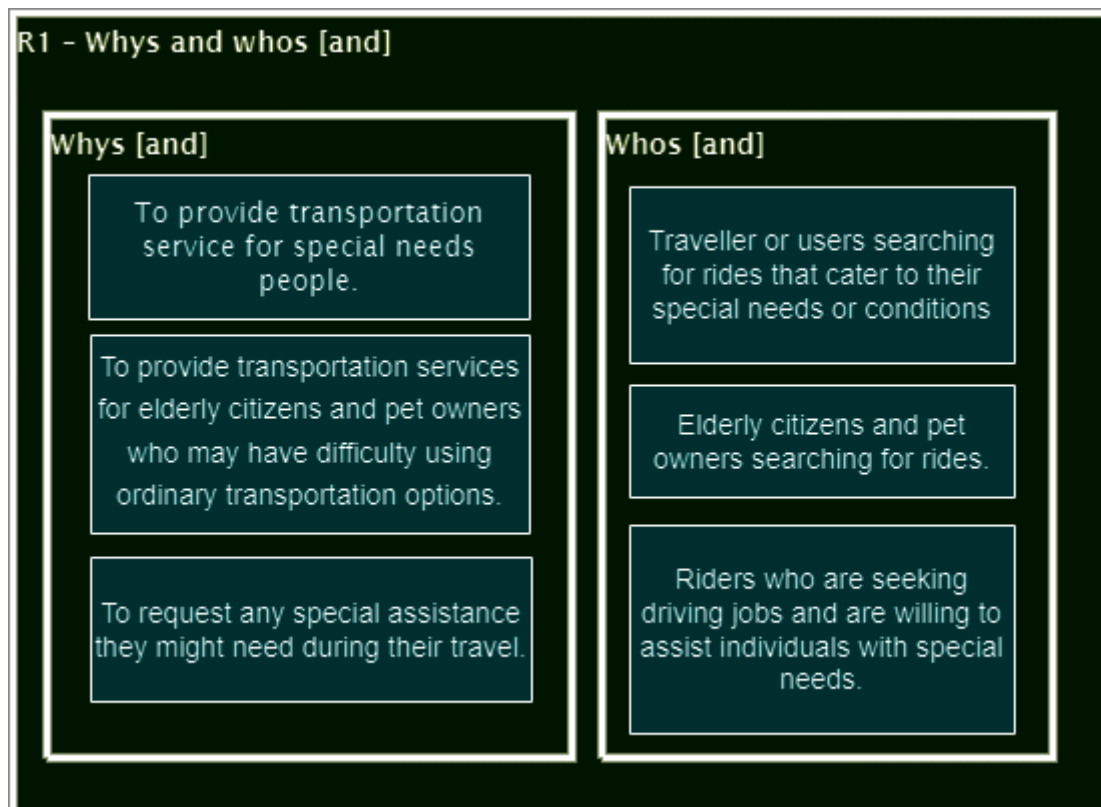 R1 – Whys and whos [and]
Whys [and]
To provide transportation
service for special needs
people.
To provide transportation services
for elderly citizens and pet owners
who may have difficulty using
ordinary transportation options.
To request any special assistance
they might need during their travel.
Whos [and]
Traveller or users searching
for rides that cater to their
special needs or conditions
Elderly citizens and pet
owners searching for rides.
Riders who are seeking
driving jobs and are willing to
assist individuals with special
needs.